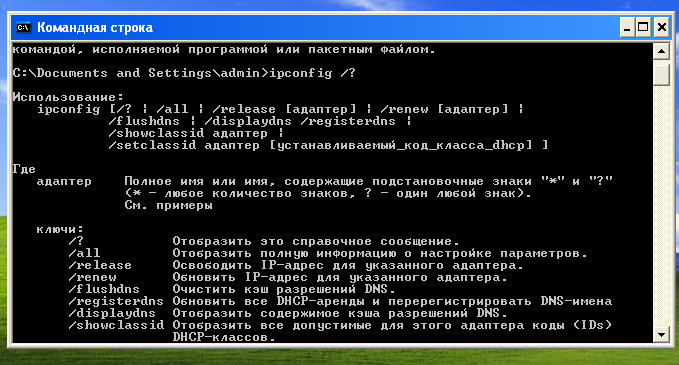 Командная строка
командой, исполняемой программой или пакетным файлом.
C:\Documents and Settings\admin>ipconfig /?
Использование:
ipconfig [/? | /all | /release [адаптер] | /renew [адаптер] |
/flushdns | /displaydns /registerdns |
/showclassid адаптер |
/setclassid адаптер [устанавливаемый_код_класса_dhcp] ]
Где
адаптер    Полное имя или имя, содержащие подстановочные знаки "*" и "?"
(* - любое количество знаков, ? - один любой знак).
См. примеры
ключи:
/?           Отобразить это справочное сообщение.
/all         Отобразить полную информацию о настройке параметров.
/release     Освободить IP-адрес для указанного адаптера.
/renew       Обновить IP-адрес для указанного адаптера.
/flushdns    Очистить кэш разрешений DNS.
/registerdns Обновить все DHCP-аренды и перерегистрировать DNS-имена
/displaydns  Отобразить содержимое кэша разрешений DNS.
/showclassid Отобразить все допустимые для этого адаптера коды (IDs)
DHCP-классов.